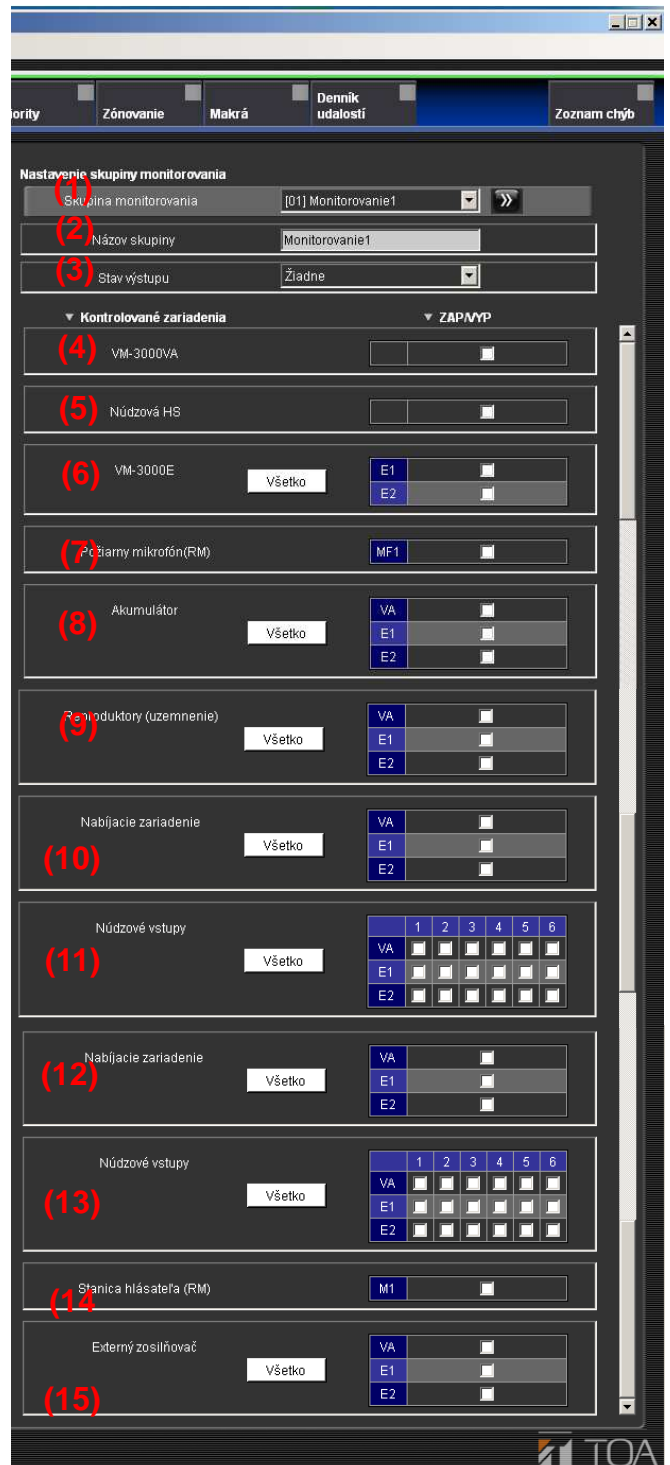 iority Zónovanie Makrá Denník udalostí Zoznam chýb
Nastavenie skupiny monitorovania
(1) Skupina monitorovania [01] Monitorovanie1 »
(2) Názov skupiny Monitorovanie1
(3) Stav výstupu Žiadne
▼ Kontrolované zariadenia ▼ ZAP/VYP
(4) VM-3000VA
(5) Núdzová HS
(6) VM-3000E Všetko E1
E2
(7) Požiarny mikrofón(RM) MF1
(8) Akumulátor Všetko VA
E1
E2
(9) Reproduktory (uzemnenie) Všetko VA
E1
E2
(10) Nabíjacie zariadenie Všetko VA
E1
E2
(11) Núdzové vstupy Všetko 1 2 3 4 5 6
VA
E1
E2
(12) Nabíjacie zariadenie Všetko VA
E1
E2
(13) Núdzové vstupy Všetko 1 2 3 4 5 6
VA
E1
E2
(14 Stanica hlásateľa (RM) M1
(15) Externý zosilňovač Všetko VA
E1
E2
TOA